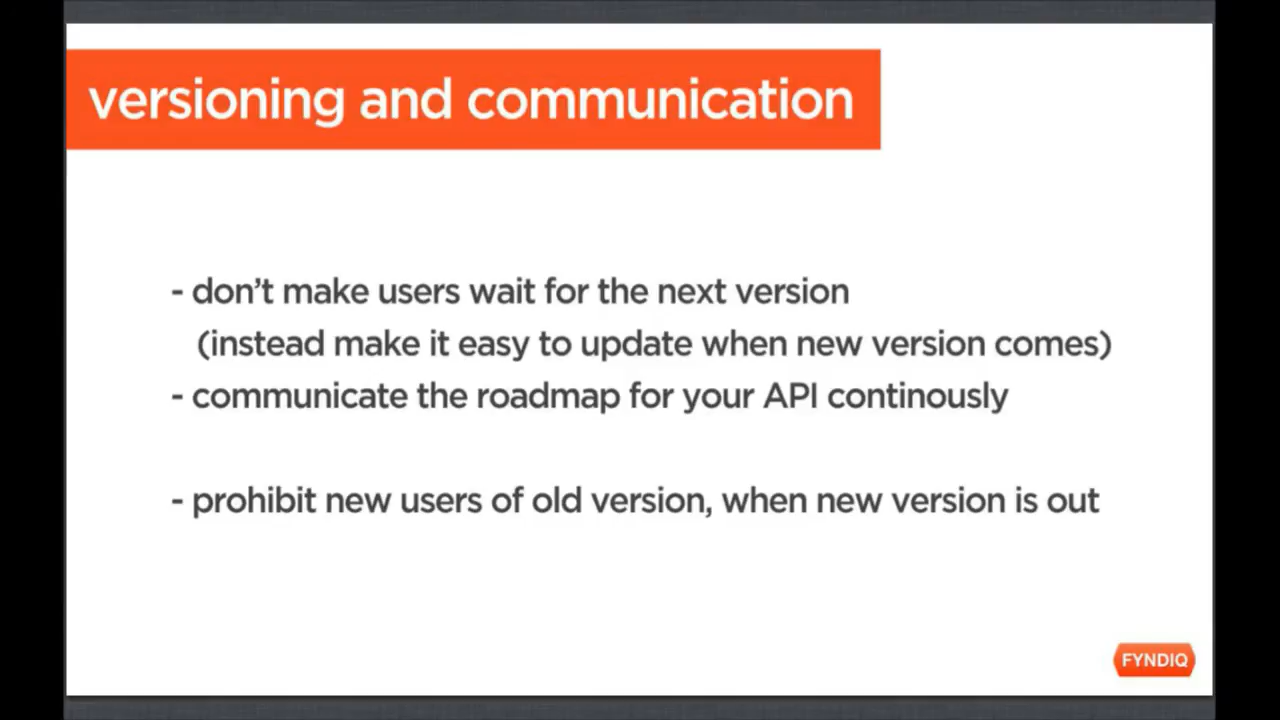 versioning and communication
- don't make users wait for the next version
(instead make it easy to update when new version comes)
- communicate the roadmap for your API continously
- prohibit new users of old version, when new version is out
FYNDIQ